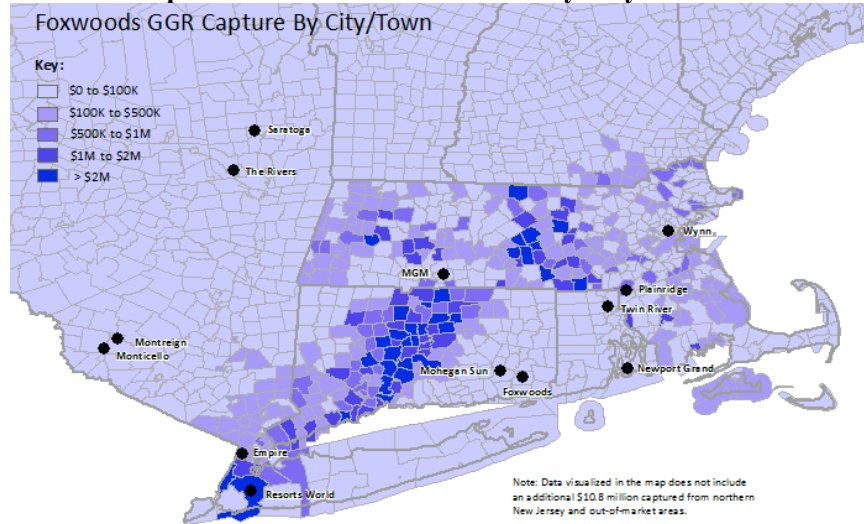 Foxwoods GGR Capture By City/Town
Key:
$0 to $100K
$100K to $500K
$500K to $1M
$1M to $2M
> $2M
Saratoga
The Rivers
Wynn
MGM
Plainridge
Twin River
Montreign
Monticello
Mohegan Sun
Foxwoods
Newport Grand
Empire
Resorts World
Note: Data visualized in the map does not include
an additional $10.8 million captured from northern
New Jersey and out-of-market areas.